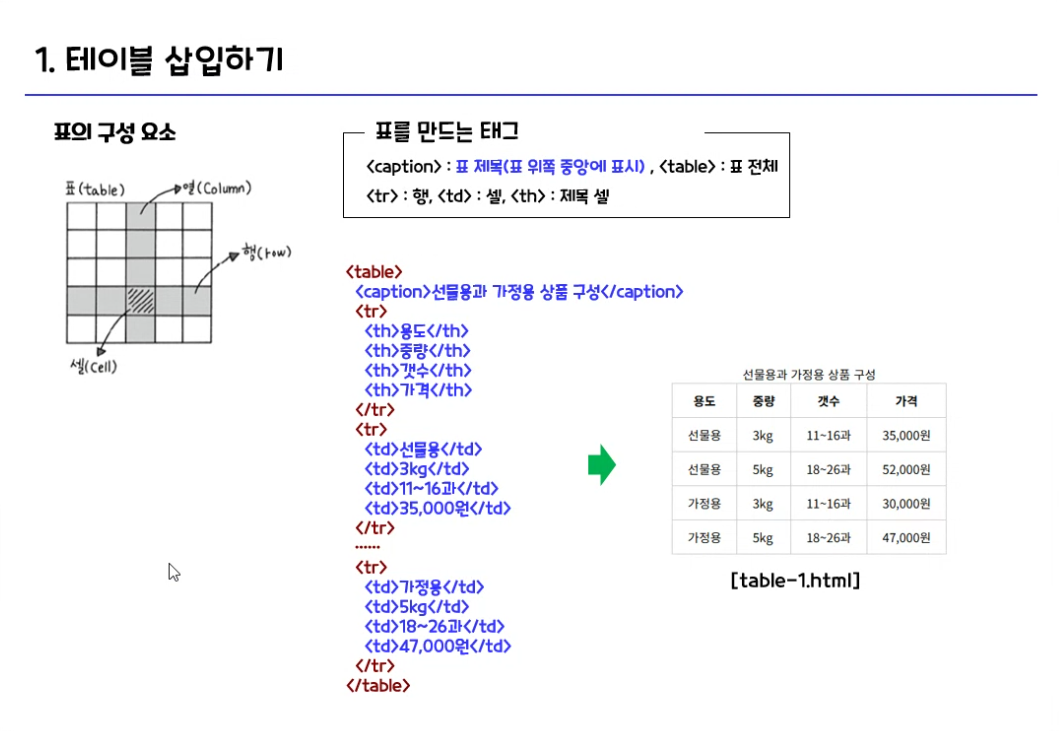 1. 테이블 삽입하기
표의 구성 요소
표(table)
열(Column)
행(row)
셀(cell)
표를 만드는 태그
<caption> : 표 제목(표 위쪽 중앙에 표시) , <table> : 표 전체
<tr> : 행, <td> : 셀, <th> : 제목 셀
<table>
<caption>선물용과 가정용 상품 구성</caption>
<tr>
<th>용도</th>
<th>중량</th>
<th>갯수</th>
<th>가격</th>
</tr>
<tr>
<td>선물용</td>
<td>3kg</td>
<td>11~16과</td>
<td>35,000원</td>
</tr>
......
<tr>
<td>가정용</td>
<td>5kg</td>
<td>18~26과</td>
<td>47,000원</td>
</tr>
</table>
선물용과 가정용 상품 구성
용도 중량 갯수 가격
선물용 3kg 11~16과 35,000원
선물용 5kg 18~26과 52,000원
가정용 3kg 11~16과 30,000원
가정용 5kg 18~26과 47,000원
[table-1.html]